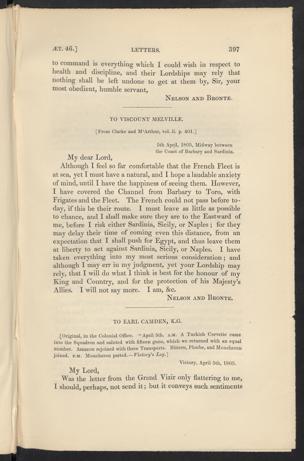 ÆT. 46.] LETTERS. 397
to command is everything which I could wish in respect to
health and discipline, and their Lordships may rely that
nothing shall be left undone to get at them by, Sir, your
most obedient, humble servant,
NELSON AND BRONTE.
TO VISCOUNT MELVILLE.
[From Clarke and M'Arthur, vol. ii. p. 401.]
5th April, 1805, Midway between
the Coast of Barbary and Sardinia.
My dear Lord,
Although I feel so far comfortable that the French Fleet is
at sea, yet I must have a natural, and I hope a laudable anxiety
of mind, until I have the happiness of seeing them. However,
I have covered the Channel from Barbary to Toro, with
Frigates and the Fleet. The French could not pass before to-
day, if this be their route. I must leave as little as possible
to chance, and I shall make sure they are to the Eastward of
me, before I risk either Sardinia, Sicily, or Naples; for they
may delay their time of coming even this distance, from an
expectation that I shall push for Egypt, and thus leave them
at liberty to act against Sardinia, Sicily, or Naples. I have
taken everything into my most serious consideration; and
although I may err in my judgment, yet your Lordship may
rely, that I will do what I think is best for the honour of my
King and Country, and for the protection of his Majesty's
Allies. I will not say more. I am, &c.
NELSON AND BRONTE.
TO EARL CAMDEN, K.G.
[Original, in the Colonial Office. "April 5th. A.M. A Turkish Corvette came
into the Squadron and saluted with fifteen guns, which we returned with an equal
number. Amazon rejoined with three Transports. Bittern, Phœbe, and Moucheron
joined. P.M. Moucheron parted.—Victory's Log.]
Victory, April 5th, 1805.
My Lord,
Was the letter from the Grand Vizir only flattering to me,
I should, perhaps, not send it; but it conveys such sentiments